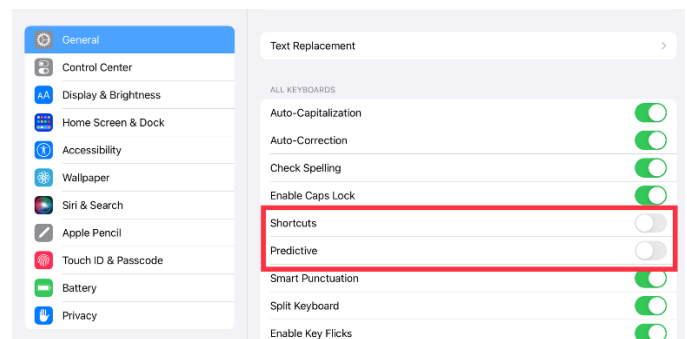 General
Control Center
Display & Brightness
Home Screen & Dock
Accessibility
Wallpaper
Siri & Search
Apple Pencil
Touch ID & Passcode
Battery
Privacy
Text Replacement
ALL KEYBOARDS
Auto-Capitalization
Auto-Correction
Check Spelling
Enable Caps Lock
Shortcuts
Predictive
Smart Punctuation
Split Keyboard
Enable Key Flicks